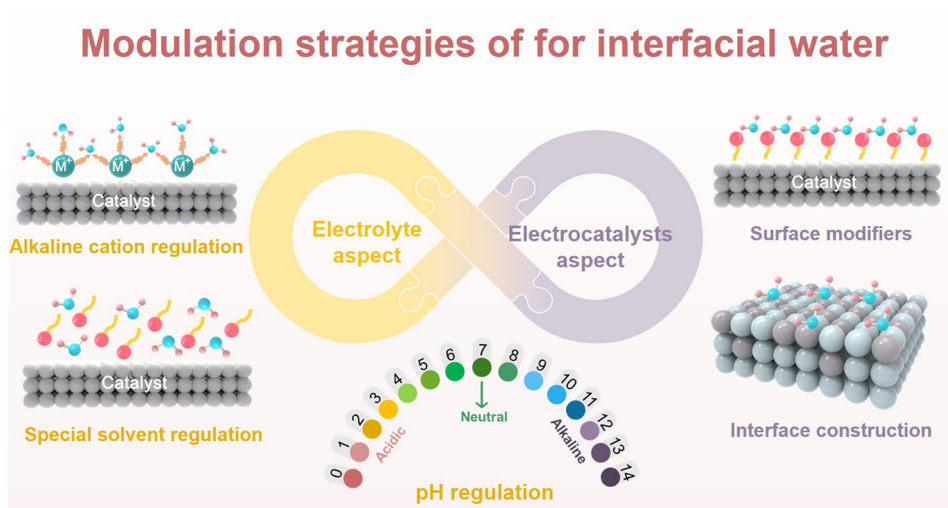 Modulation strategies of for interfacial water
M⁺ M⁺ M⁺
Catalyst
Alkaline cation regulation
Catalyst
Special solvent regulation
Electrolyte
aspect
Electrocatalysts
aspect
Catalyst
Surface modifiers
Interface construction
0 1 2 3 4 5 6 7 8 9 10 11 12 13 14
Acidic
Neutral
Alkaline
pH regulation